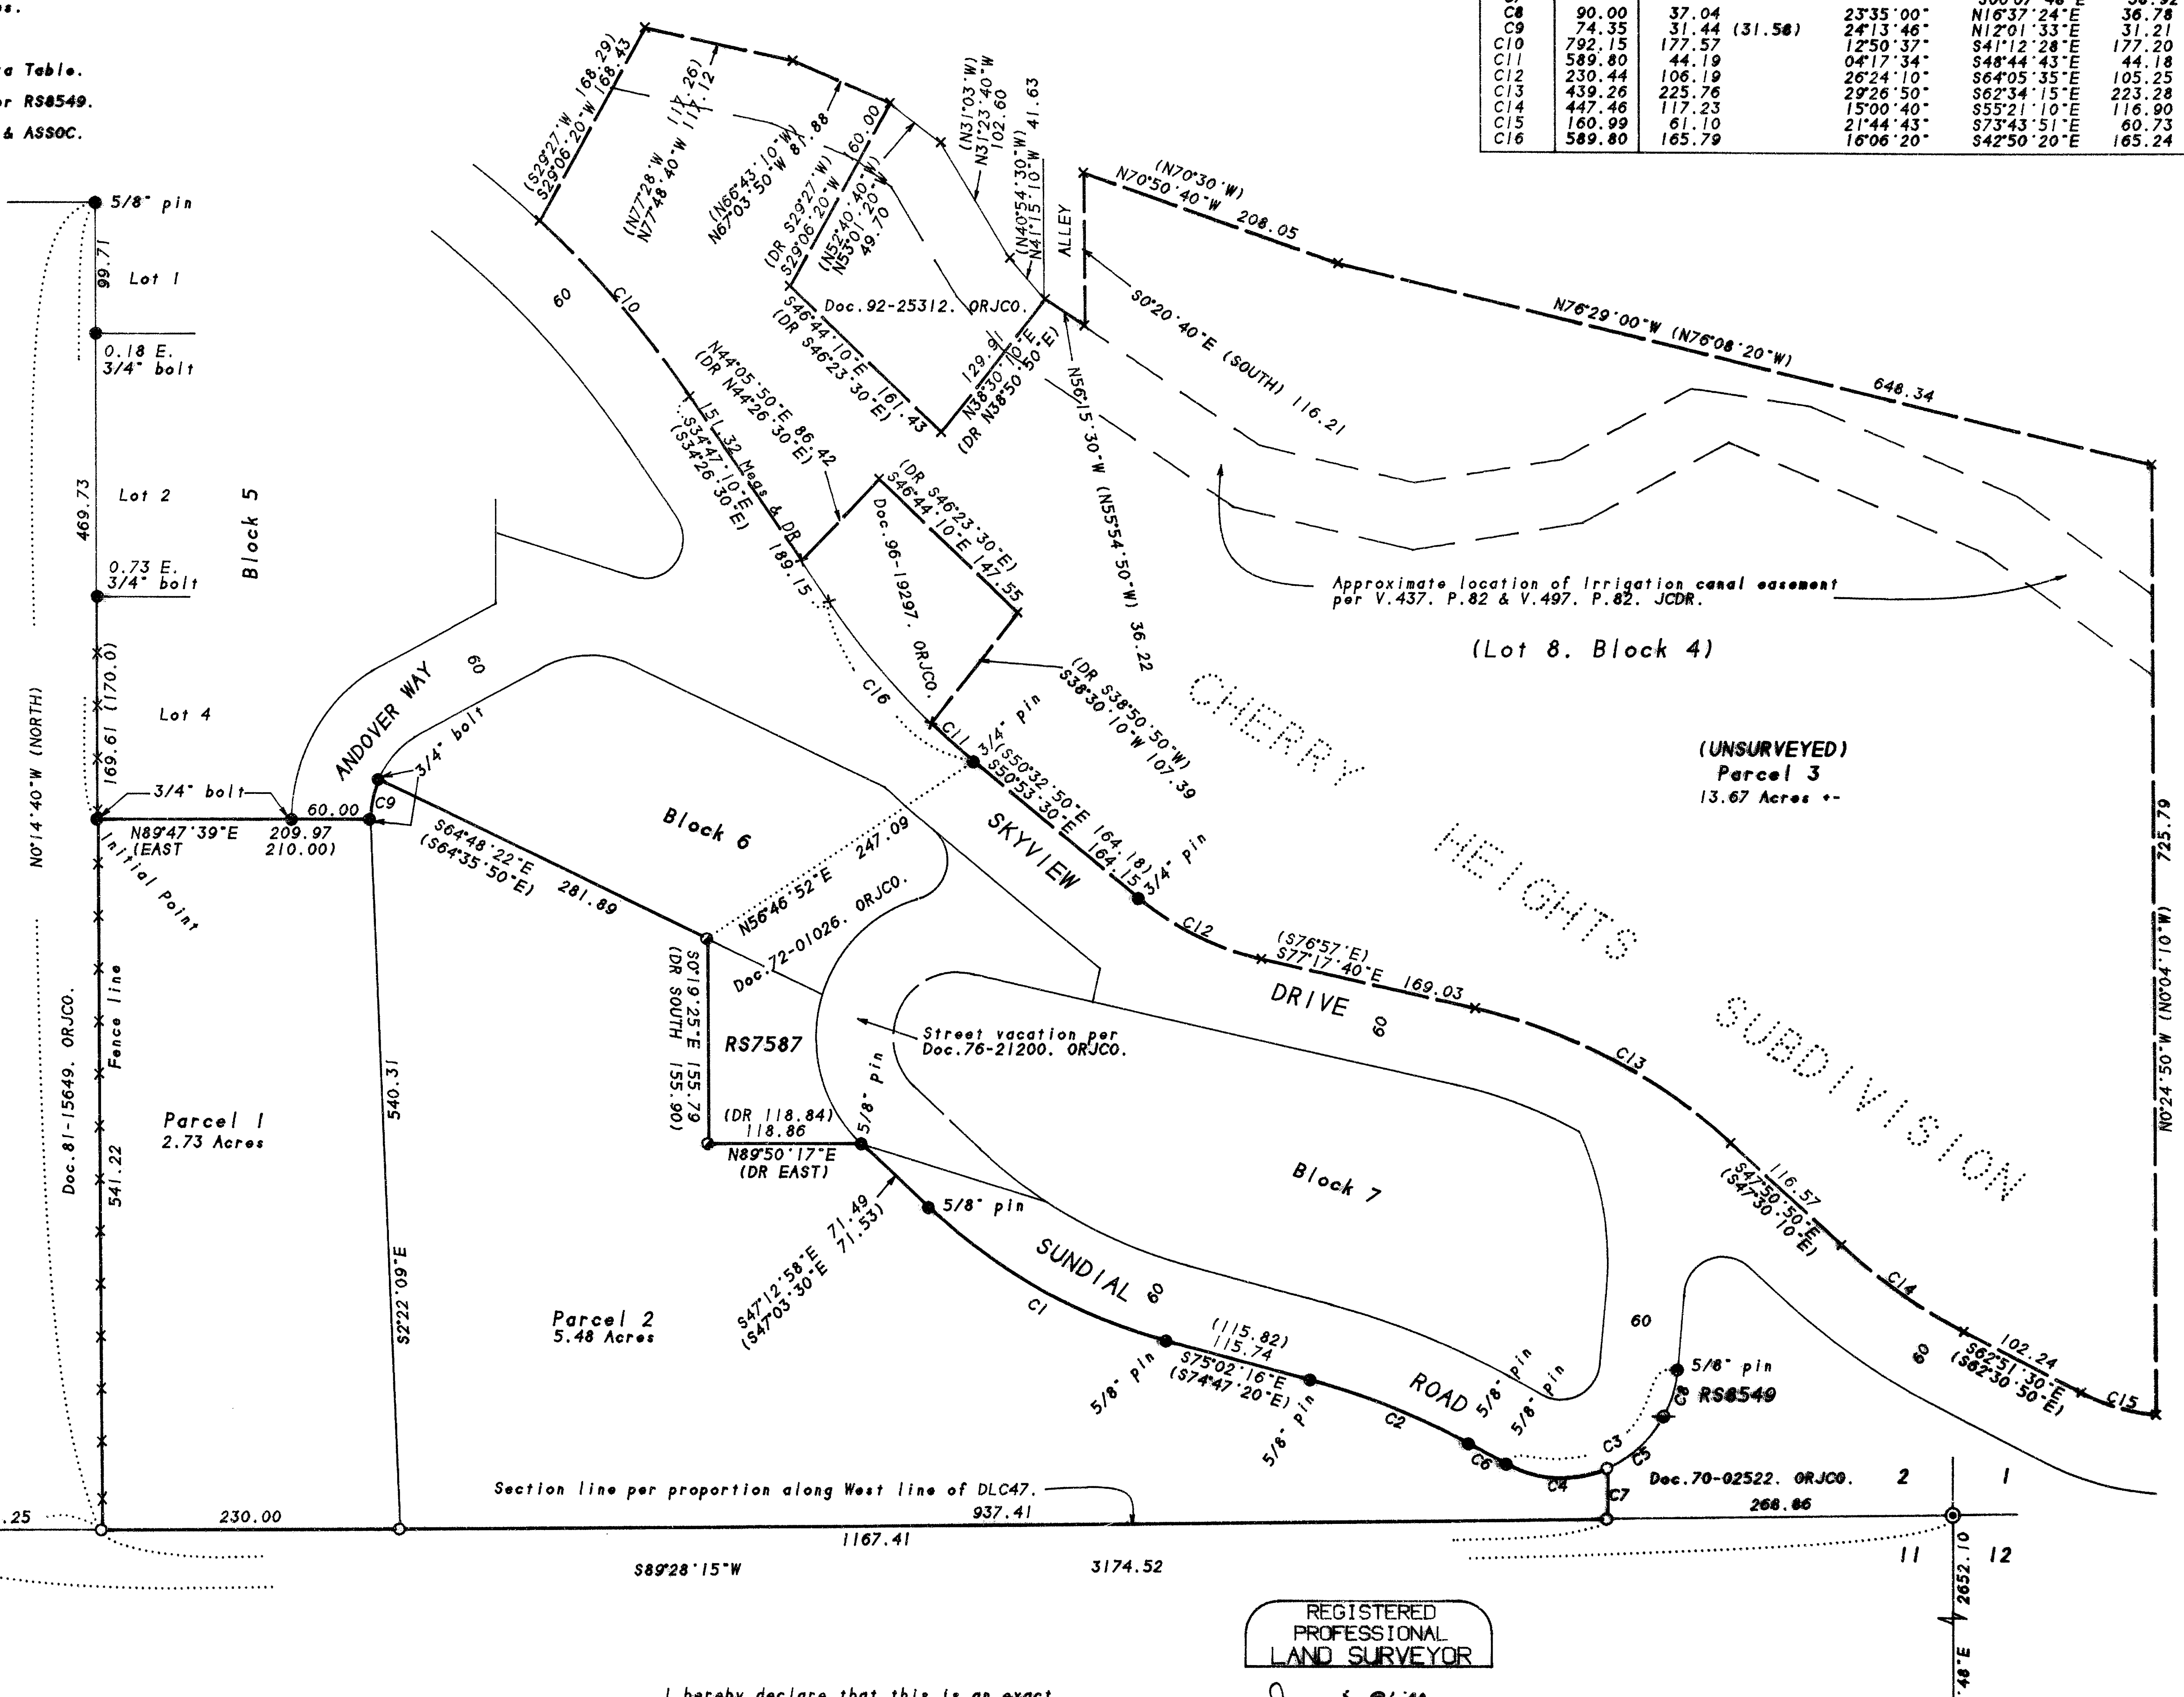 C8 90.00 37.04 23°35'00" N16°37'24"E 36.78
C9 74.35 31.44 (31.58) 24°13'46" N12°01'33"E 31.21
C10 792.15 177.57 12°50'37" S41°12'28"E 177.20
C11 589.80 44.19 04°17'34" S48°44'43"E 44.18
C12 230.44 106.19 26°24'10" S64°05'35"E 105.25
C13 439.26 225.76 29°26'50" S62°34'15"E 223.28
C14 447.46 117.23 15°00'40" S55°21'10"E 116.90
C15 160.99 61.10 21°44'43" S73°43'51"E 60.73
C16 589.80 165.79 16°06'20" S42°50'20"E 165.24
a Table.
or RS8549.
& ASSOC.
5/8" pin
99.71
Lot 1
0.18 E.
3/4" bolt
469.73
Lot 2
Block 5
0.73 E.
3/4" bolt
N0°14'40"W (NORTH)
169.61 (170.0)
Lot 4
3/4" bolt
60.00
N89°47'39"E 209.97
(EAST 210.00)
Initial Point
ANDOVER WAY
60
3/4" bolt
C9
S64°48'22"E 281.89
(S64°35'50"E)
Block 6
(S29°27'W 168.29)
S29°06'20"W 168.43
(N77°28'W 117.26)
N77°48'40"W 117.12
(N66°43'10"W)
N67°03'50"W 81.88
(DR S29°27'W)
S29°06'20"W 160.00
(N52°40'40"W)
N53°01'20"W
49.70
(N31°03'W)
N31°23'40"W
102.60
(N40°54'30"W)
N41°15'10"W 41.63
ALLEY
(N70°30'W)
N70°50'40"W 208.05
S0°20'40"E (SOUTH) 116.21
N76°29'00"W (N76°08'20"W)
648.34
60
C10
Doc.92-25312. ORJCO.
S46°44'10"E 161.43
(DR S46°23'30"E)
129.91
N38°30'10"E
(DR N38°50'50"E)
N56°15'30"W (N55°54'50"W) 36.22
N44°05'50"E 86.42
(DR N44°26'30"E)
151.32 Meas & DR
S34°47'10"E 189.15
(S34°26'30"E)
(DR S46°23'30"E)
S46°44'10"E 147.55
Doc.96-19297. ORJCO.
C16
(DR S38°50'50"W)
S38°30'10"W 107.39
C11
3/4" pin
(S50°32'50"E 164.18)
S50°53'30"E 164.15
3/4" pin
Approximate location of Irrigation canal easement
per V.437. P.82 & V.497. P.82. JCDR.
(Lot 8. Block 4)
CHERRY
HEIGHTS
SUBDIVISION
(UNSURVEYED)
Parcel 3
13.67 Acres +-
N0°24'50"W (N0°04'10"W) 725.79
N56°46'52"E 247.09
Doc.72-01026. ORJCO.
S0°19'25"E 155.79
(DR SOUTH 155.90)
RS7587
Street vacation per
Doc.76-21200. ORJCO.
(DR 118.84)
118.86
N89°50'17"E
(DR EAST)
5/8" pin
SKYVIEW
DRIVE
60
C12
(S76°57'E)
S77°17'40"E 169.03
C13
116.57
S47°50'50"E
(S47°30'10"E)
C14
60
102.24
S62°51'30"E
(S62°30'50"E)
C15
Doc.81-15649. ORJCO.
Fence line
541.22
Parcel 1
2.73 Acres
540.31
S2°22'09"E
Parcel 2
5.48 Acres
S47°12'58"E 71.49
(S47°03'30"E 71.53)
5/8" pin
Block 7
SUNDIAL
60
ROAD
C1
(115.82)
115.74
S75°02'16"E
(S74°47'20"E)
5/8" pin
5/8" pin
C2
5/8" pin
5/8" pin
C6
C4
C3
C5
C7
C8
60
5/8" pin
RS8549
Doc.70-02522. ORJCO.
268.86
2
1
11
12
Section line per proportion along West line of DLC47.
937.41
.25
230.00
1167.41
S89°28'15"W
3174.52
2652.10
48"E
REGISTERED
PROFESSIONAL
LAND SURVEYOR
I hereby declare that this is an exact